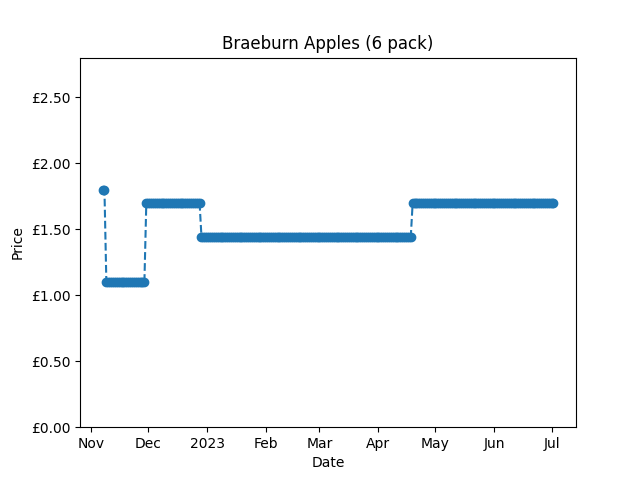 Braeburn Apples (6 pack)
Price
£2.50
£2.00
£1.50
£1.00
£0.50
£0.00
Nov Dec 2023 Feb Mar Apr May Jun Jul
Date